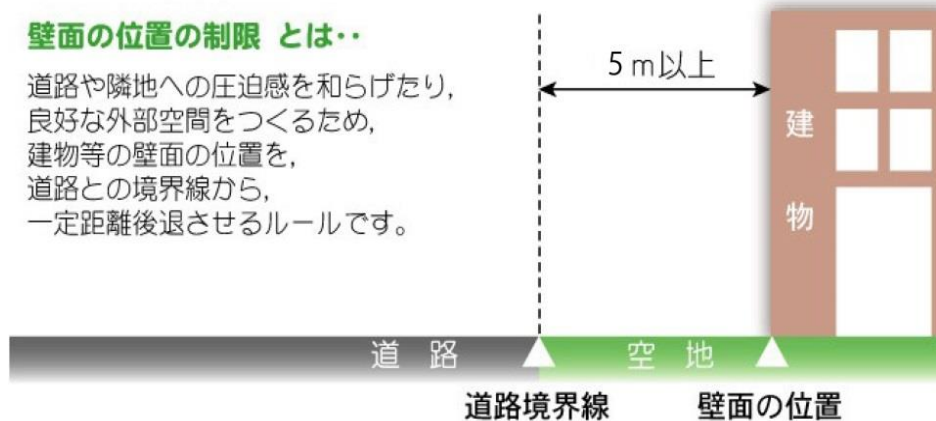 壁面の位置の制限 とは‥
道路や隣地への圧迫感を和らげたり，
良好な外部空間をつくるため，
建物等の壁面の位置を，
道路との境界線から，
一定距離後退させるルールです。
5ｍ以上
建物
道路
空地
道路境界線
壁面の位置